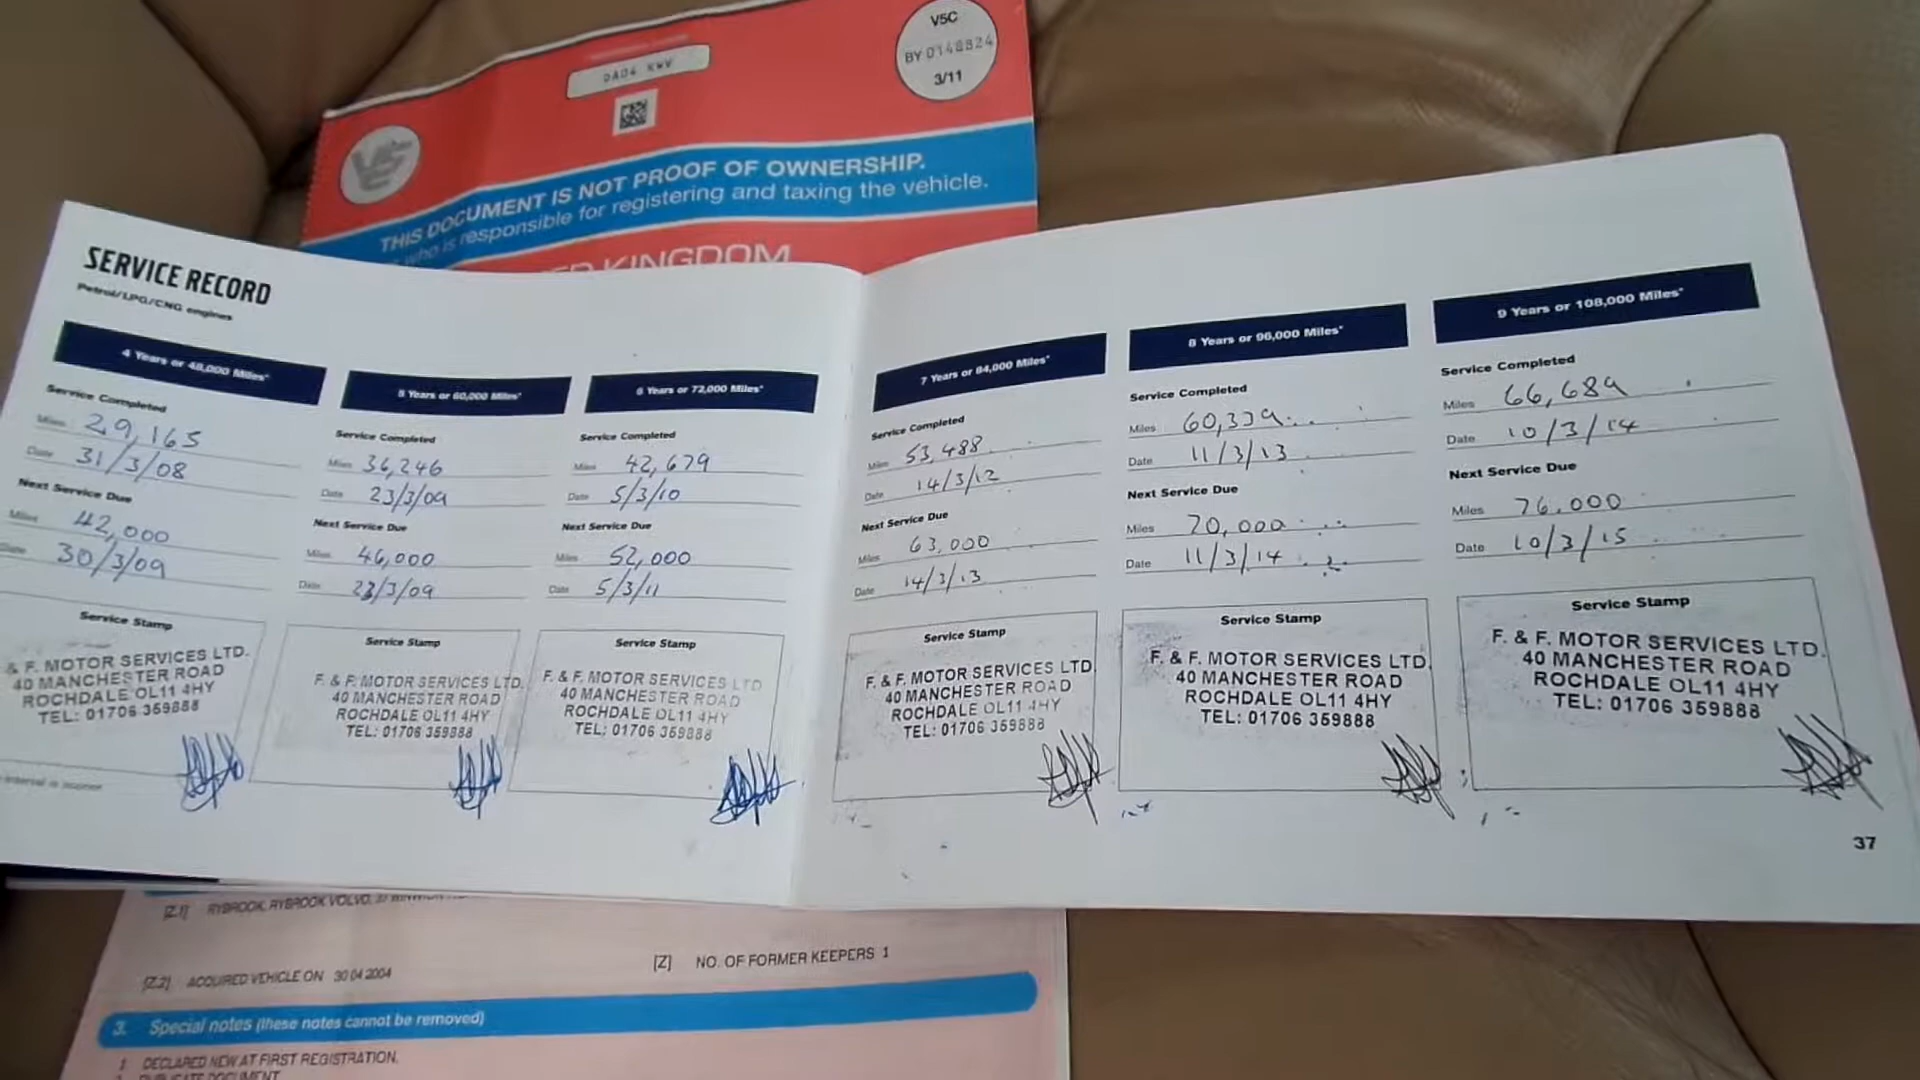 V5C
BY 0148324
3/11
DA04 KWV
THIS DOCUMENT IS NOT PROOF OF OWNERSHIP.
who is responsible for registering and taxing the vehicle.
KINGDOM
SERVICE RECORD
Petrol/LPG/CNG engines
4 Years or 48,000 Miles*
Service Completed
Miles 29,165
Date 31/3/08
Next Service Due
Miles 42,000
Date 30/3/09
Service Stamp
& F. MOTOR SERVICES LTD.
40 MANCHESTER ROAD
ROCHDALE OL11 4HY
TEL: 01706 359888
5 Years or 60,000 Miles*
Service Completed
Miles 36,246
Date 23/3/09
Next Service Due
Miles 46,000
Date 23/3/09
Service Stamp
F. & F. MOTOR SERVICES LTD.
40 MANCHESTER ROAD
ROCHDALE OL11 4HY
TEL: 01706 359888
6 Years or 72,000 Miles*
Service Completed
Miles 42,679
Date 5/3/10
Next Service Due
Miles 52,000
Date 5/3/11
Service Stamp
F. & F. MOTOR SERVICES LTD
40 MANCHESTER ROAD
ROCHDALE OL11 4HY
TEL: 01706 359888
7 Years or 84,000 Miles*
Service Completed
Miles 53,488
Date 14/3/12
Next Service Due
Miles 63,000
Date 14/3/13
Service Stamp
F. & F. MOTOR SERVICES LTD.
40 MANCHESTER ROAD
ROCHDALE OL11 4HY
TEL: 01706 359888
8 Years or 96,000 Miles*
Service Completed
Miles 60,339
Date 11/3/13
Next Service Due
Miles 70,000
Date 11/3/14
Service Stamp
F. & F. MOTOR SERVICES LTD.
40 MANCHESTER ROAD
ROCHDALE OL11 4HY
TEL: 01706 359888
9 Years or 108,000 Miles*
Service Completed
Miles 66,689
Date 10/3/14
Next Service Due
Miles 76.000
Date 10/3/15
Service Stamp
F. & F. MOTOR SERVICES LTD.
40 MANCHESTER ROAD
ROCHDALE OL11 4HY
TEL: 01706 359888
37
[Z.1] RYBROOK, RYBROOK VOLVO,
[Z.2] ACQUIRED VEHICLE ON 30 04 2004
[Z] NO. OF FORMER KEEPERS 1
3. Special notes (these notes cannot be removed)
1 DECLARED NEW AT FIRST REGISTRATION.
DUPLICATE DOCUMENT